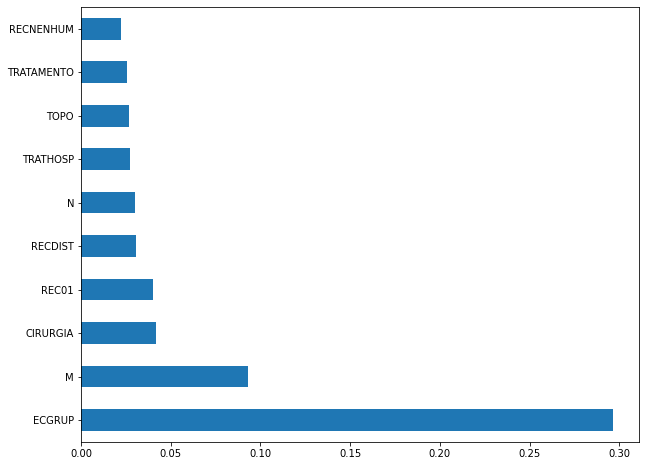 RECNENHUM
TRATAMENTO
TOPO
TRATHOSP
N
RECDIST
REC01
CIRURGIA
M
ECGRUP
0.00 0.05 0.10 0.15 0.20 0.25 0.30